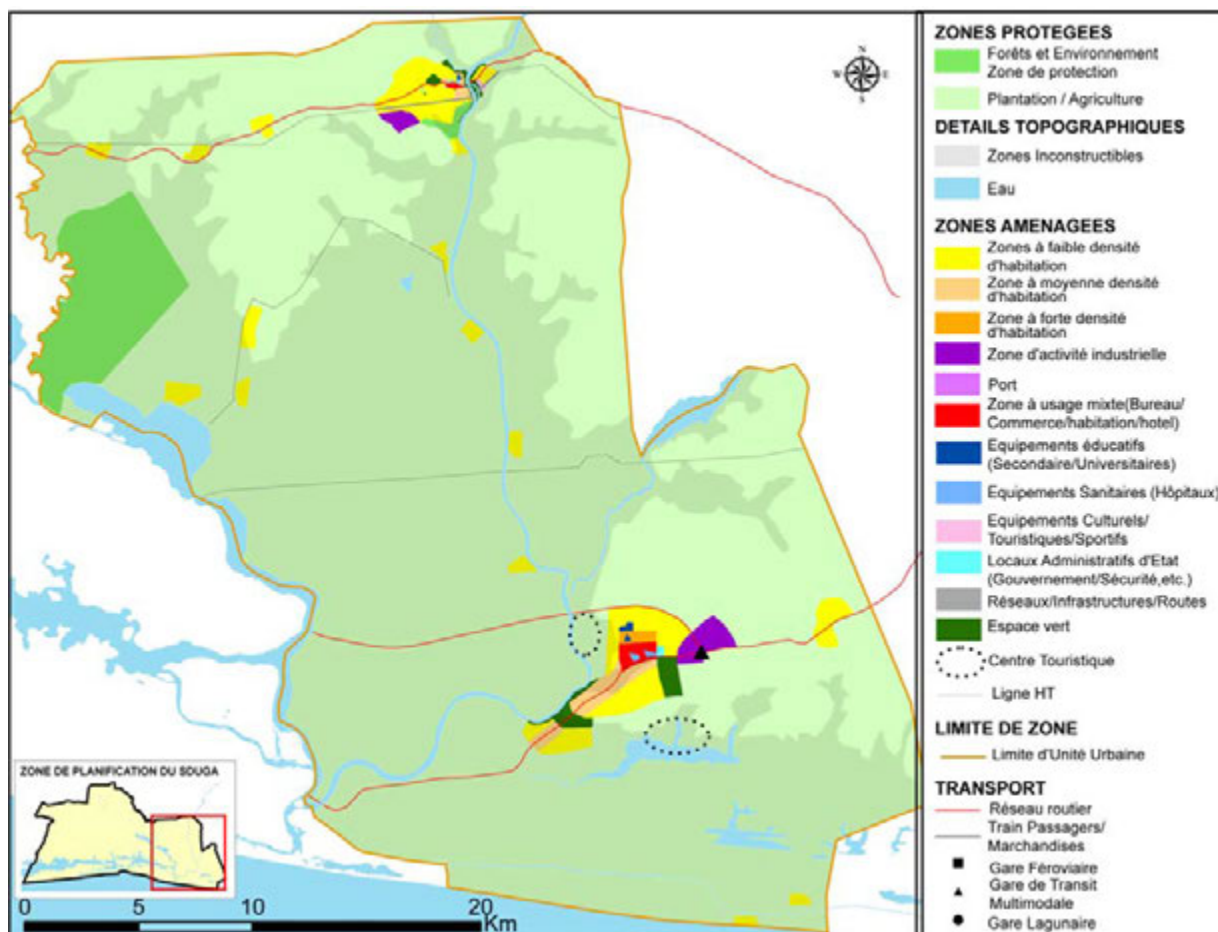 N
W E
S
ZONES PROTEGEES
Forêts et Environnement
Zone de protection
Plantation / Agriculture
DETAILS TOPOGRAPHIQUES
Zones Inconstructibles
Eau
ZONES AMENAGEES
Zones à faible densité
d'habitation
Zone à moyenne densité
d'habitation
Zone à forte densité
d'habitation
Zone d'activité industrielle
Port
Zone à usage mixte(Bureau/
Commerce/habitation/hotel)
Equipements éducatifs
(Secondaire/Universitaires)
Equipements Sanitaires (Hôpitaux)
Equipements Culturels/
Touristiques/Sportifs
Locaux Administratifs d'Etat
(Gouvernement/Sécurité,etc.)
Réseaux/Infrastructures/Routes
Espace vert
Centre Touristique
Ligne HT
LIMITE DE ZONE
Limite d'Unité Urbaine
TRANSPORT
Réseau routier
Train Passagers/
Marchandises
Gare Féroviaire
Gare de Transit
Multimodale
Gare Lagunaire
ZONE DE PLANIFICATION DU SDUGA
0 5 10 20
Km